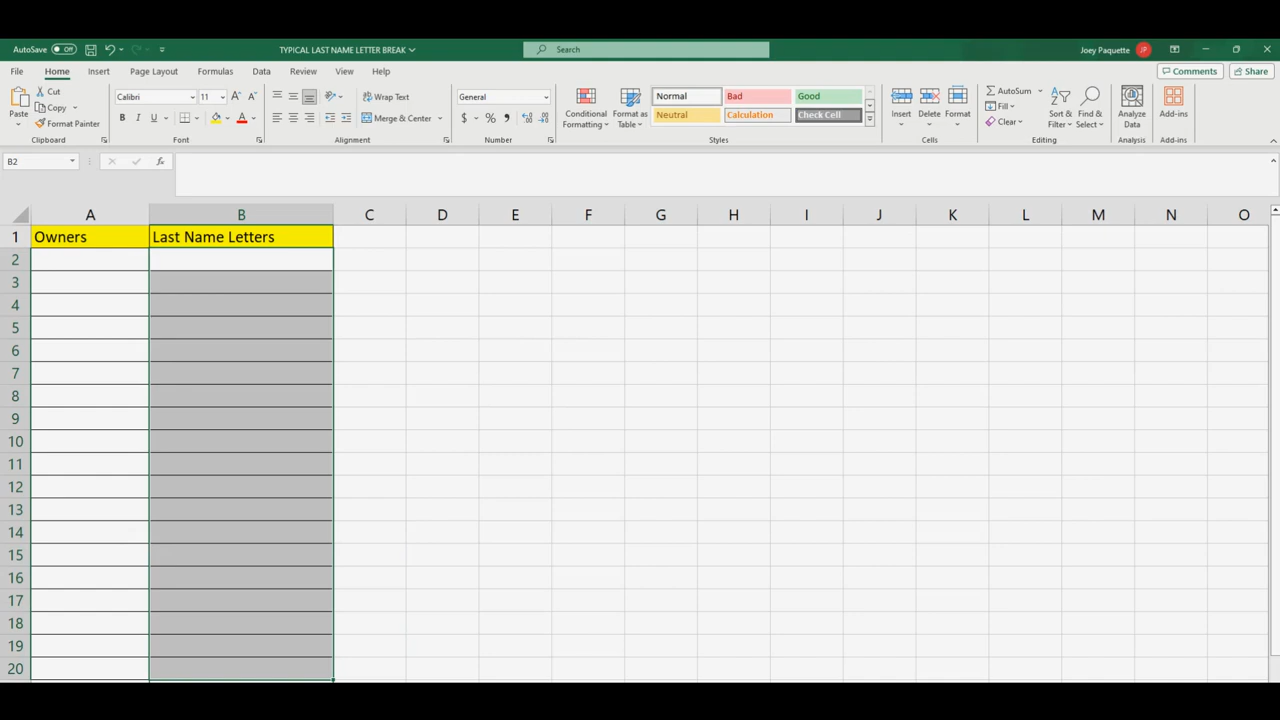 AutoSave Off TYPICAL LAST NAME LETTER BREAK Search Joey Paquette JP
File Home Insert Page Layout Formulas Data Review View Help Comments Share
Paste Cut Copy Format Painter Clipboard
Calibri 11 A A B I U A Font
Wrap Text Merge & Center Alignment
General $ % , Number
Conditional Formatting Format as Table Normal Bad Good Neutral Calculation Check Cell Styles
Insert Delete Format Cells
AutoSum Fill Clear Sort & Filter Find & Select Editing
Analyze Data Analysis
Add-ins Add-ins
B2 fx
A B C D E F G H I J K L M N O
1 Owners Last Name Letters
2
3
4
5
6
7
8
9
10
11
12
13
14
15
16
17
18
19
20